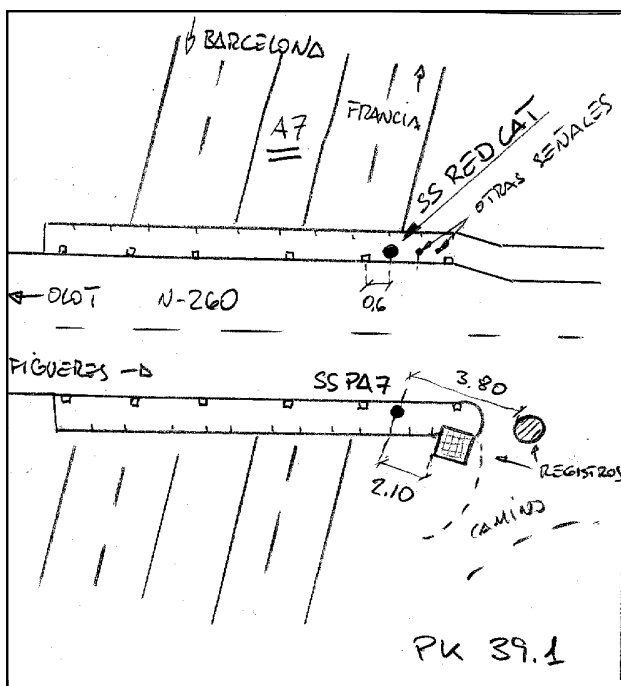 BARCELONA
A7
FRANCIA
SS RED CAT
OTRAS SEÑALES
0,6
← OLOT N-260
FIGUERES →
SS PA7
3.80
2.10
REGISTROS
CAMINO
PK 39.1